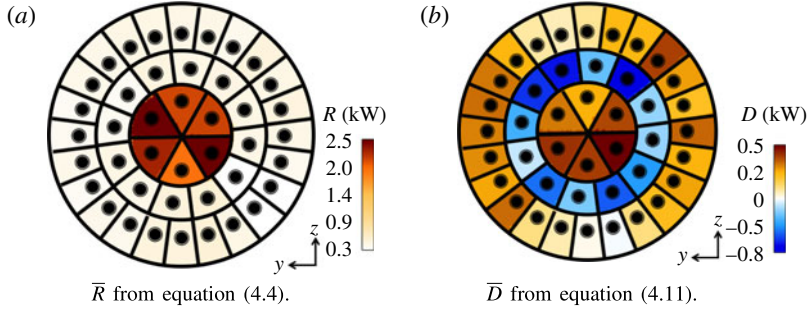 (a)
R (kW)
2.5
2.0
1.4
0.9
0.3
z
y
R̅ from equation (4.4).
(b)
D (kW)
0.5
0.2
0
−0.5
−0.8
z
y
D̅ from equation (4.11).